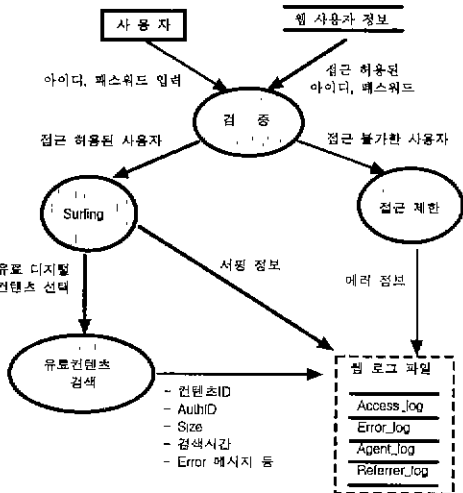 사 용 자
웹 사용자 정보
아이디, 패스워드 입력
접근 허용된
아이디, 패스워드
검 증
접근 허용된 사용자
접근 불가한 사용자
Surfing
접근 제한
유료 디지털
컨텐츠 선택
서핑 정보
에러 정보
유료컨텐츠
검색
- 컨텐츠ID
- AuthID
- Size
- 검색시간
- Error 메시지 등
웹 로그 파일
Access_log
Error_log
Agent_log
Referrer_log